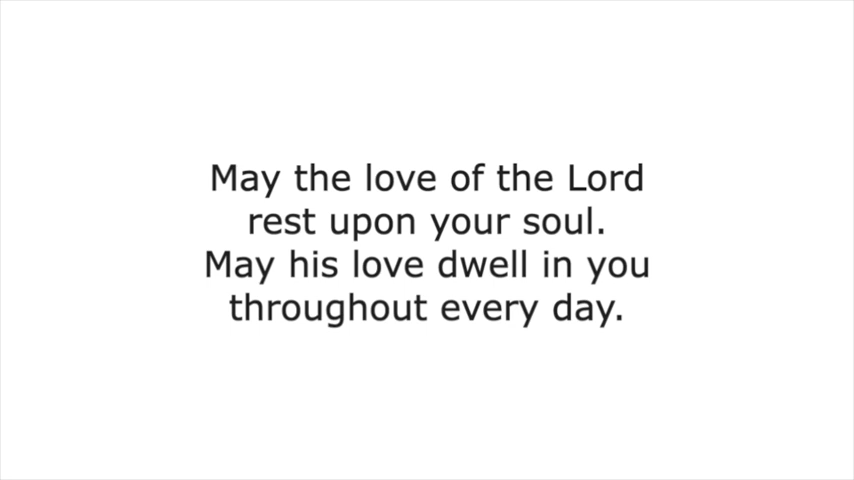 May the love of the Lord
rest upon your soul.
May his love dwell in you
throughout every day.